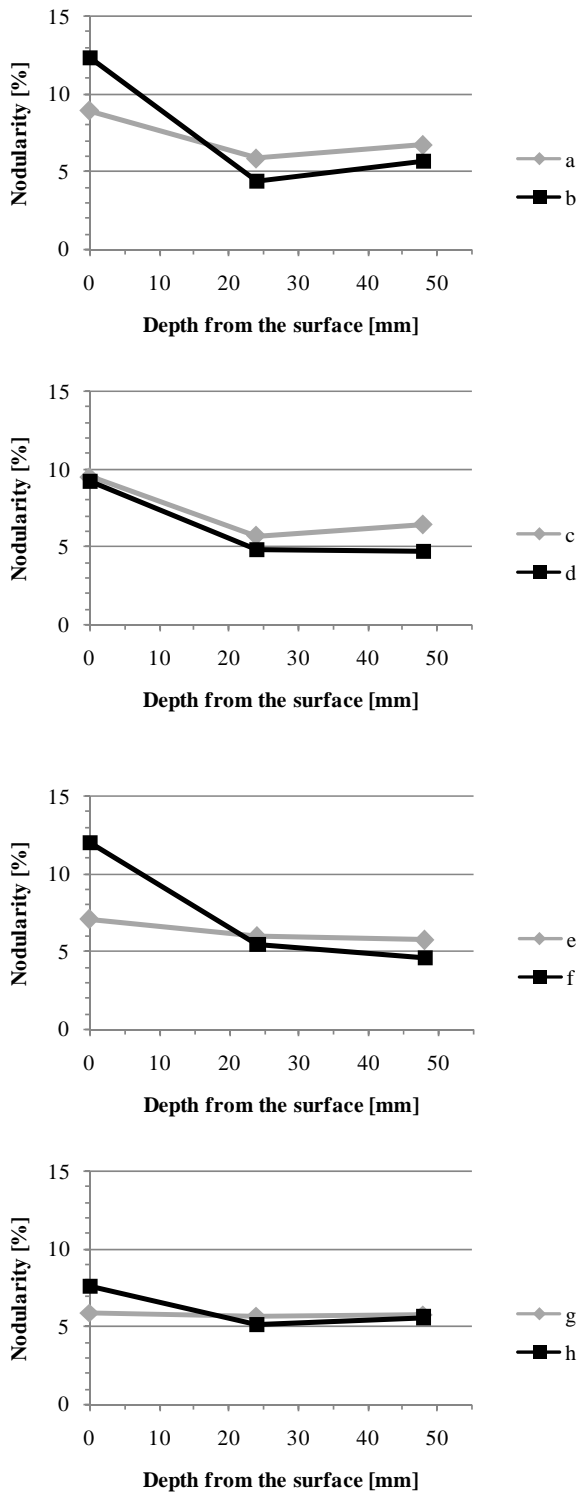 15
10
5
0
Nodularity [%]
0 10 20 30 40 50
Depth from the surface [mm]
a
b
15
10
5
0
Nodularity [%]
0 10 20 30 40 50
Depth from the surface [mm]
c
d
15
10
5
0
Nodularity [%]
0 10 20 30 40 50
Depth from the surface [mm]
e
f
15
10
5
0
Nodularity [%]
0 10 20 30 40 50
Depth from the surface [mm]
g
h